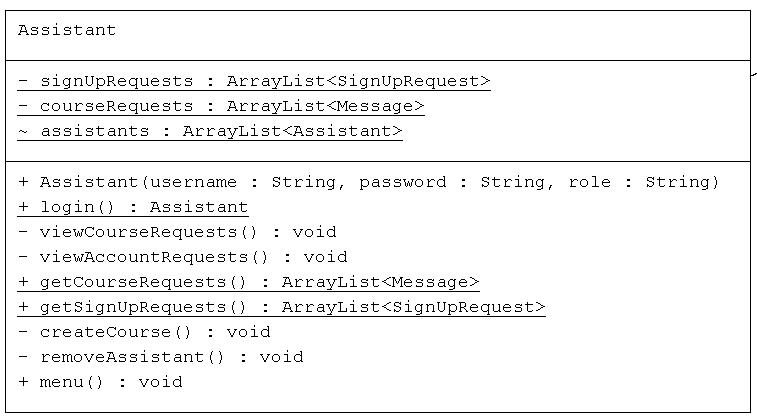 Assistant
- signUpRequests : ArrayList<SignUpRequest>
- courseRequests : ArrayList<Message>
~ assistants : ArrayList<Assistant>
+ Assistant(username : String, password : String, role : String)
+ login() : Assistant
- viewCourseRequests() : void
- viewAccountRequests() : void
+ getCourseRequests() : ArrayList<Message>
+ getSignUpRequests() : ArrayList<SignUpRequest>
- createCourse() : void
- removeAssistant() : void
+ menu() : void